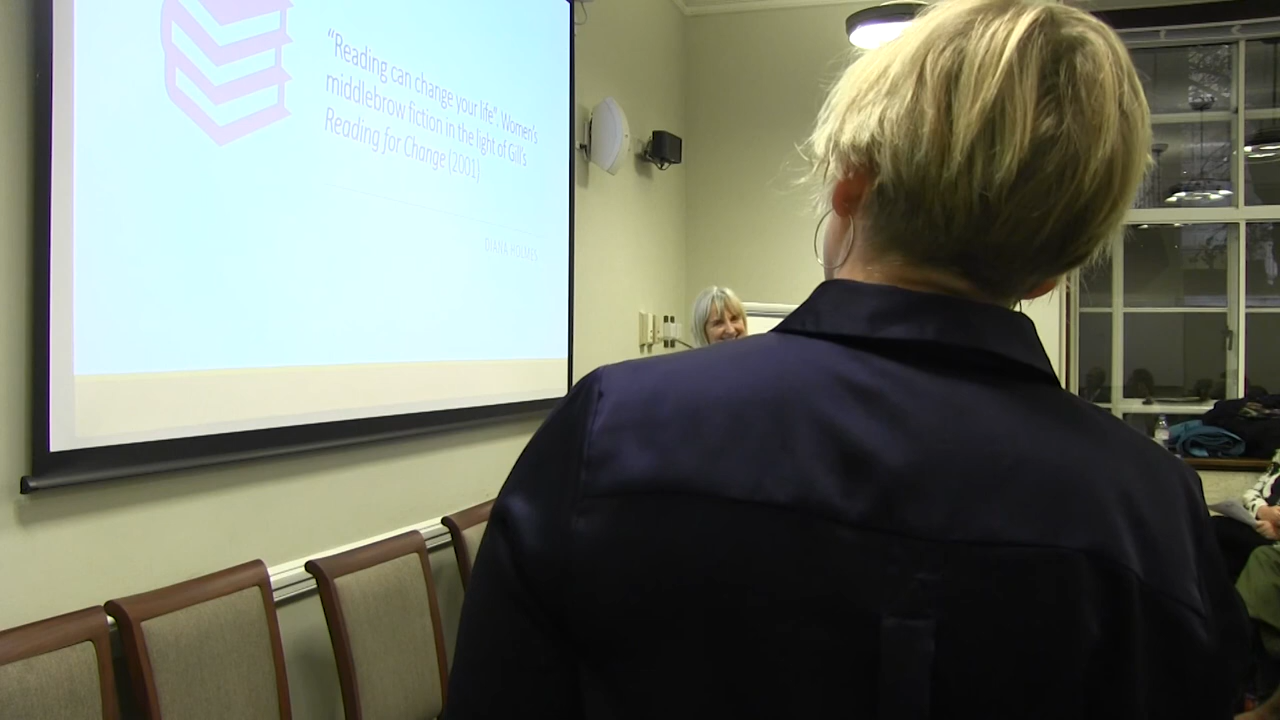 “Reading can change your life”. Women's
middlebrow fiction in the light of Gill's
Reading for Change (2001)
DIANA HOLMES